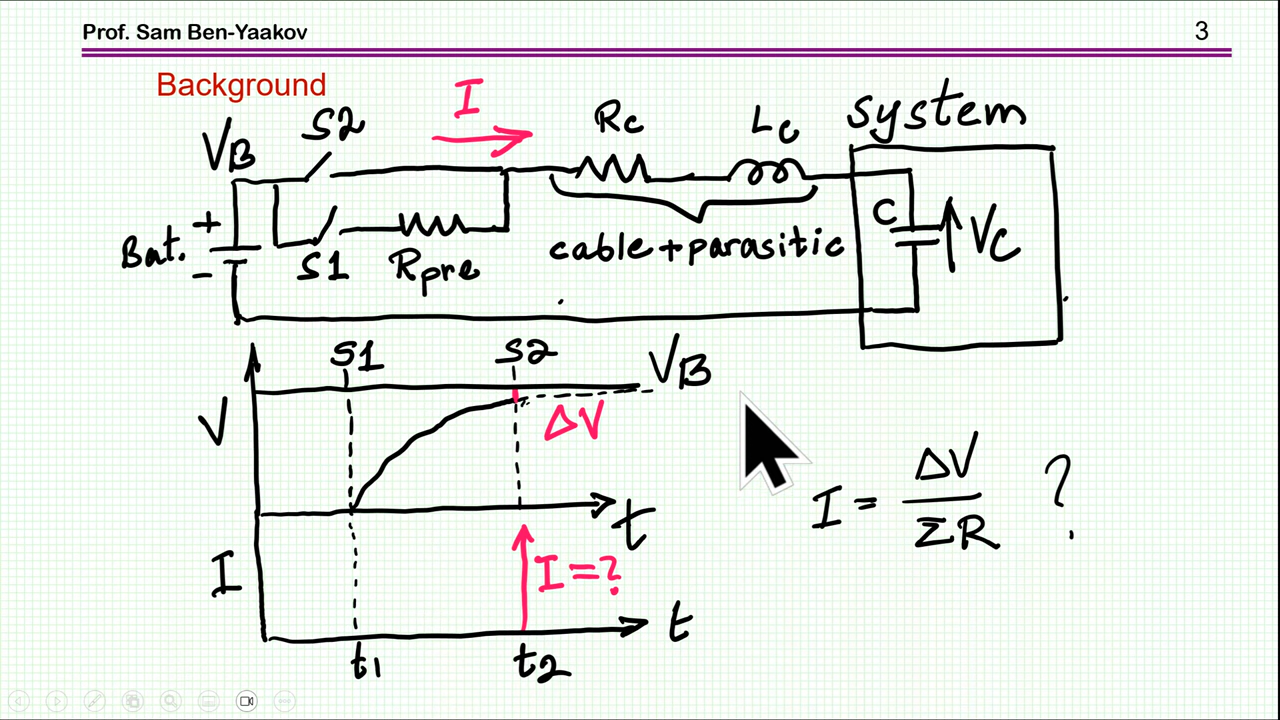 Prof. Sam Ben-Yaakov
3
Background
I
system
VB
S2
Rc
Lc
+
Bat.
-
S1
Rpre
cable + parasitic
C
Vc
S1
S2
VB
V
ΔV
t
I = ΔV / ΣR ?
I
I=?
t
t1
t2